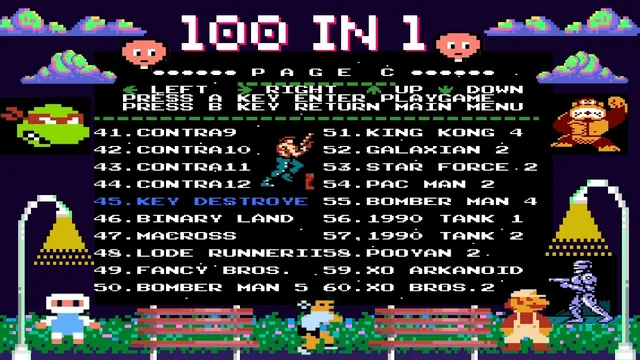 100 IN 1
PAGE C
LEFT RIGHT UP DOWN
PRESS A KEY ENTER PLAYGAME
PRESS B KEY RETURN MAIN MENU
41.CONTRA9 51.KING KONG 4
42.CONTRA10 52.GALAXIAN 2
43.CONTRA11 53.STAR FORCE 2
44.CONTRA12 54.PAC MAN 2
45.KEY DESTROVE 55.BOMBER MAN 4
46.BINARY LAND 56.1990 TANK 1
47.MACROSS 57.1990 TANK 2
48.LODE RUNNERII58.POOYAN 2
49.FANCY BROS. 59.XO ARKANOID
50.BOMBER MAN 5 60.XO BROS.2